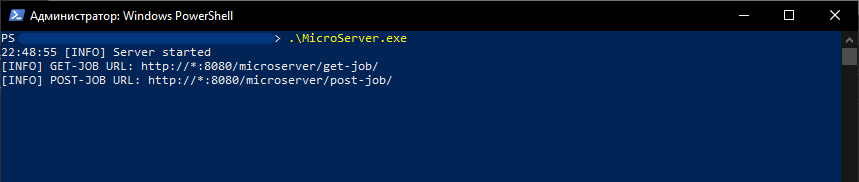 Администратор: Windows PowerShell
PS > .\MicroServer.exe
22:48:55 [INFO] Server started
[INFO] GET-JOB URL: http://*:8080/microserver/get-job/
[INFO] POST-JOB URL: http://*:8080/microserver/post-job/